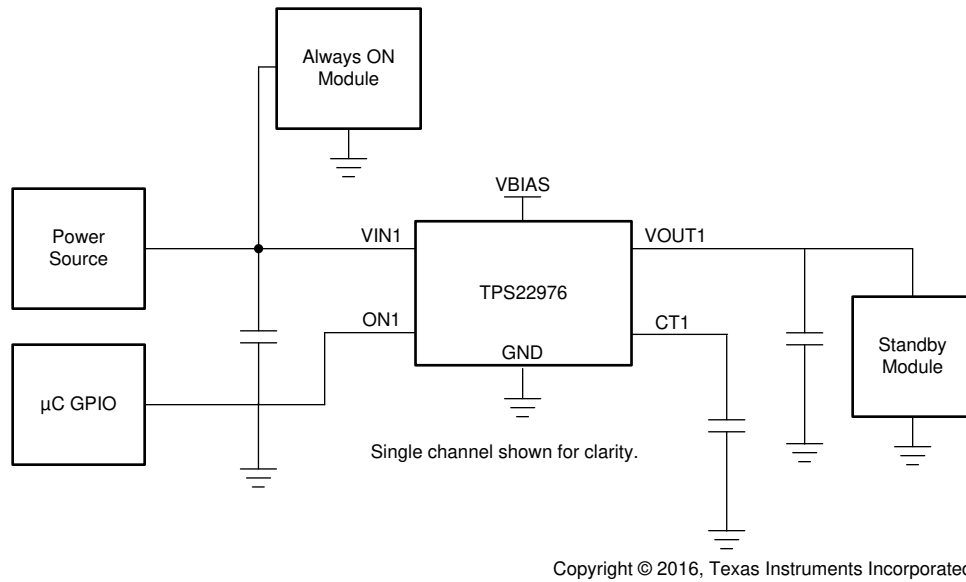 Always ON
Module
Power
Source
VBIAS
VIN1
VOUT1
TPS22976
ON1
CT1
GND
µC GPIO
Standby
Module
Single channel shown for clarity.
Copyright © 2016, Texas Instruments Incorporated